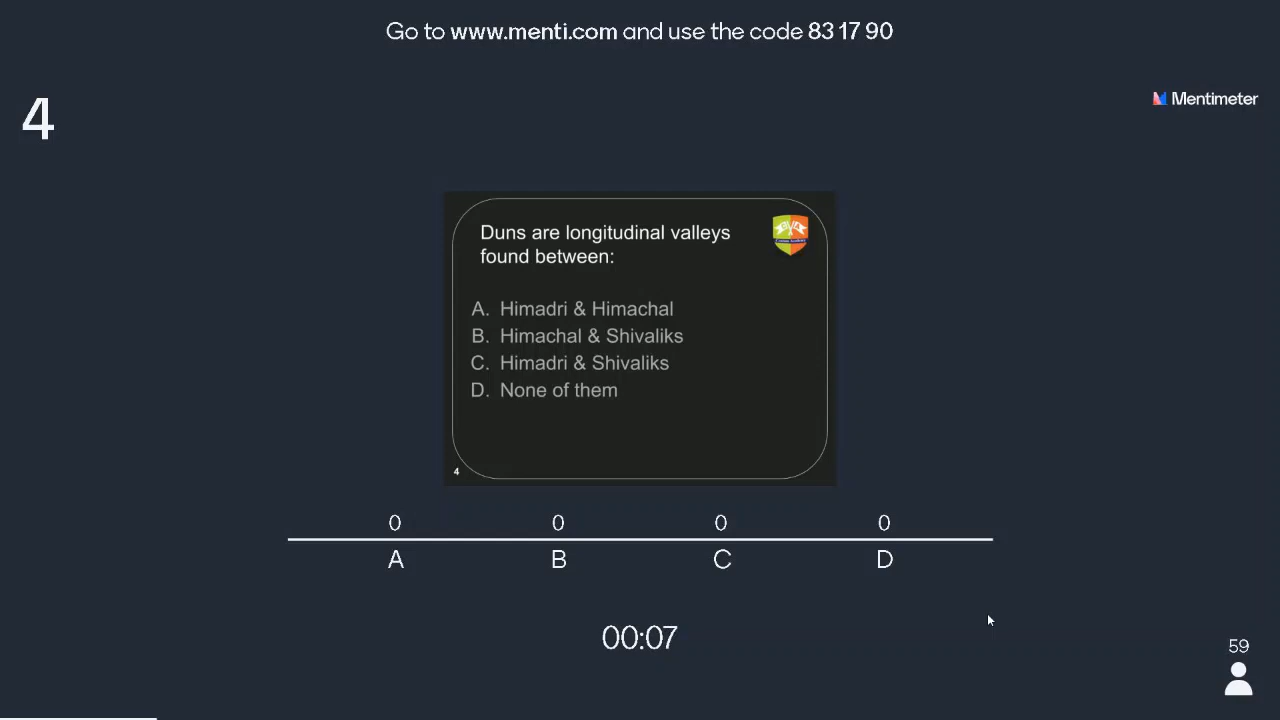 Go to www.menti.com and use the code 83 17 90
4
Mentimeter
Duns are longitudinal valleys
found between:
A. Himadri & Himachal
B. Himachal & Shivaliks
C. Himadri & Shivaliks
D. None of them
4
0 0 0 0
A B C D
00:07
59